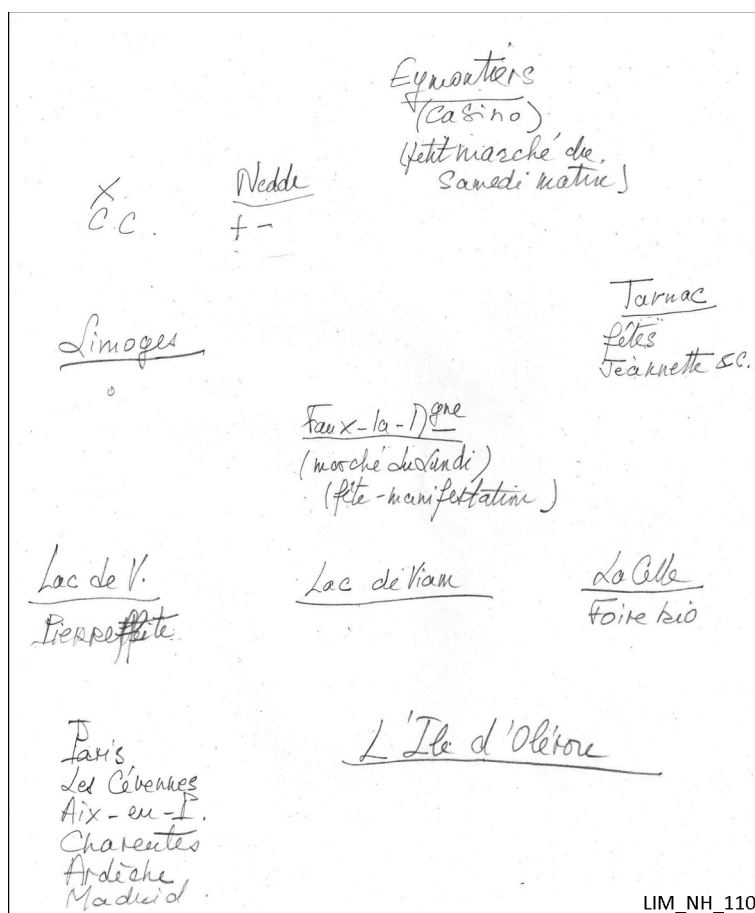 Eymoutiers
(Casino)
(petit marché du
Samedi matin)
X
C.C.
Nedde
+ -
Limoges
Tarnac
fêtes
Jeannette &C.
Faux-la-Mgne
(marché du Lundi)
(fête-manifestation)
Lac de V.
Pierreffite
Lac de Viam
La Celle
Foire bio
Paris
Les Cévennes
Aix-en-P.
Charentes
Ardèche
Madrid
L'Ile d'Oléron
LIM_NH_110